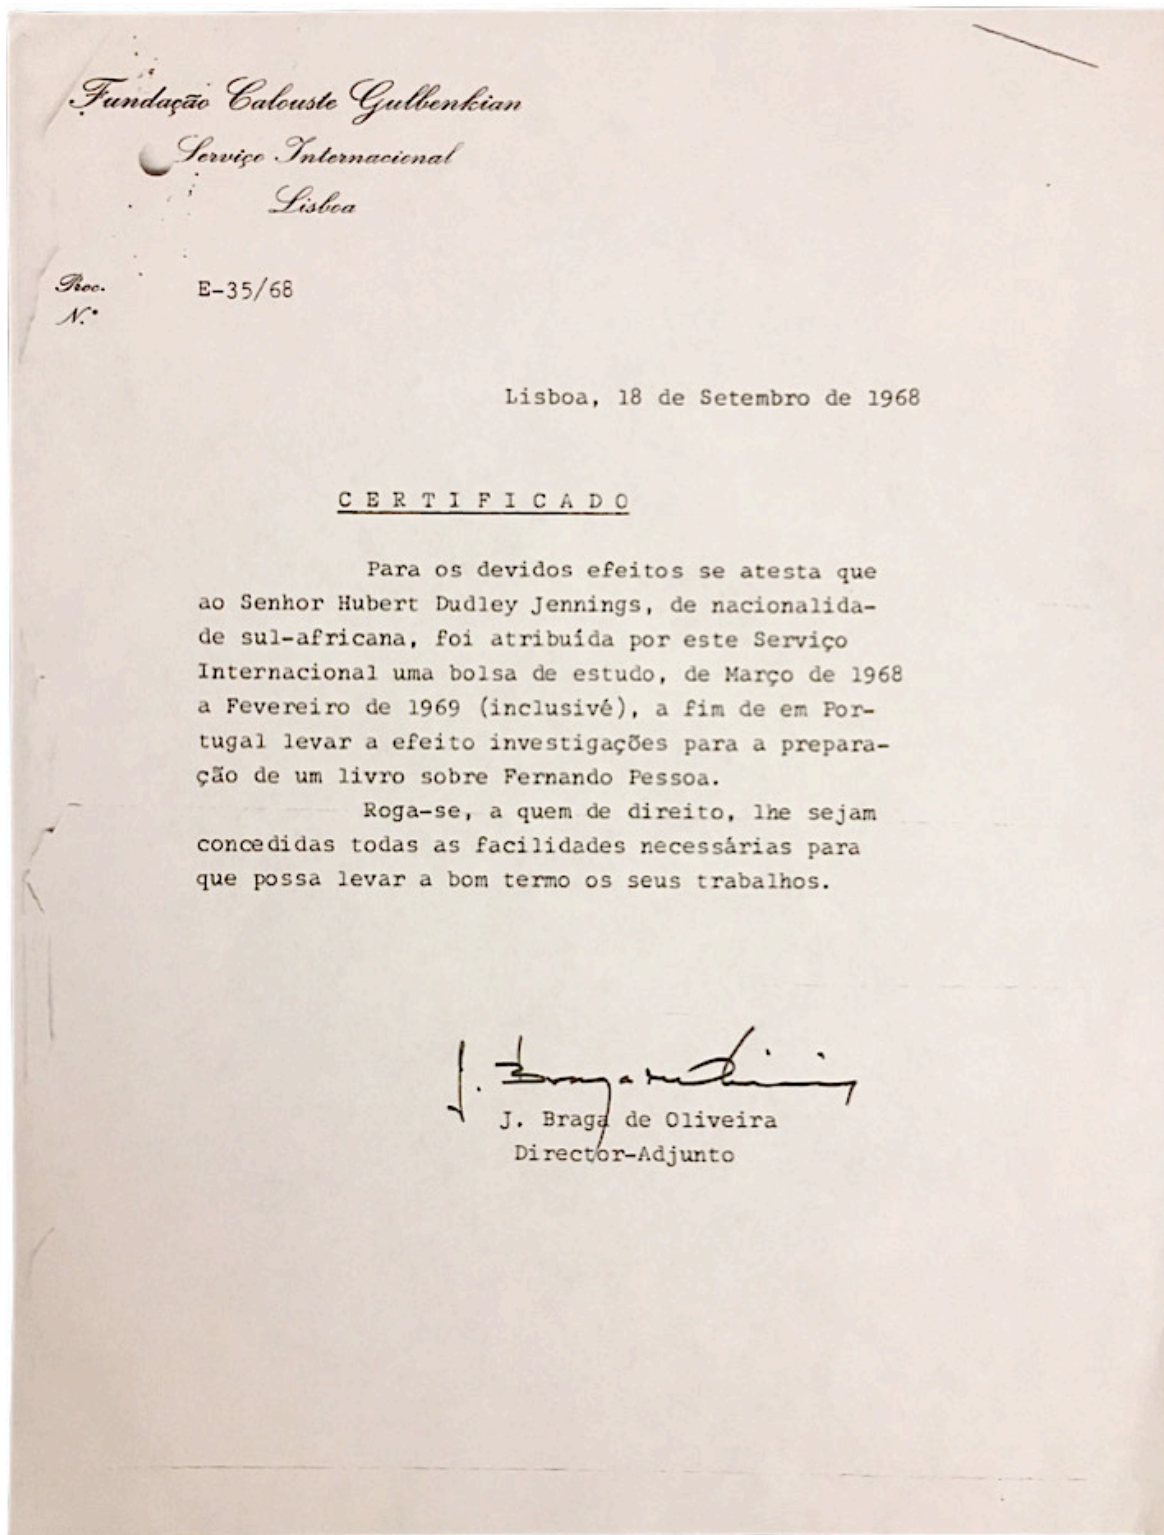 Fundação Calouste Gulbenkian
Serviço Internacional
Lisboa
Proc. E-35/68
N.º
Lisboa, 18 de Setembro de 1968
C E R T I F I C A D O
Para os devidos efeitos se atesta que
ao Senhor Hubert Dudley Jennings, de nacionalida-
de sul-africana, foi atribuída por este Serviço
Internacional uma bolsa de estudo, de Março de 1968
a Fevereiro de 1969 (inclusivé), a fim de em Por-
tugal levar a efeito investigações para a prepara-
ção de um livro sobre Fernando Pessoa.
Roga-se, a quem de direito, lhe sejam
concedidas todas as facilidades necessárias para
que possa levar a bom termo os seus trabalhos.
J. Braga de Oliveira
J. Braga de Oliveira
Director-Adjunto